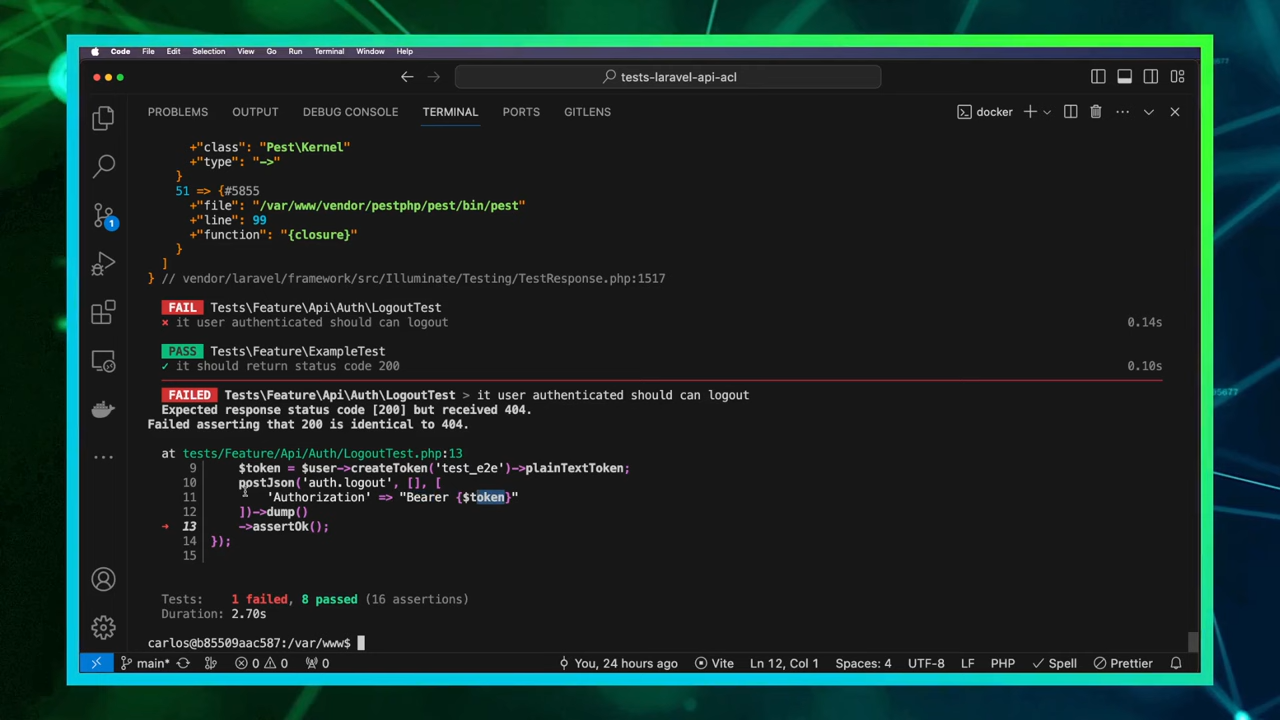 Code File Edit Selection View Go Run Terminal Window Help
tests-laravel-api-acl
PROBLEMS OUTPUT DEBUG CONSOLE TERMINAL PORTS GITLENS docker
+"class": "Pest\Kernel"
+"type": "->"
}
51 => {#5855
+"file": "/var/www/vendor/pestphp/pest/bin/pest"
+"line": 99
+"function": "{closure}"
}
]
} // vendor/laravel/framework/src/Illuminate/Testing/TestResponse.php:1517
FAIL Tests\Feature\Api\Auth\LogoutTest
⨯ it user authenticated should can logout 0.14s
PASS Tests\Feature\ExampleTest
✓ it should return status code 200 0.10s
FAILED Tests\Feature\Api\Auth\LogoutTest > it user authenticated should can logout
Expected response status code [200] but received 404.
Failed asserting that 200 is identical to 404.
at tests/Feature/Api/Auth/LogoutTest.php:13
9 $token = $user->createToken('test_e2e')->plainTextToken;
10 postJson('auth.logout', [], [
11 'Authorization' => "Bearer {$token}"
12 ])->dump()
➜ 13 ->assertOk();
14 });
15
Tests: 1 failed, 8 passed (16 assertions)
Duration: 2.70s
carlos@b85509aac587:/var/www$
1
main* 0 0 0 You, 24 hours ago Vite Ln 12, Col 1 Spaces: 4 UTF-8 LF PHP Spell Prettier